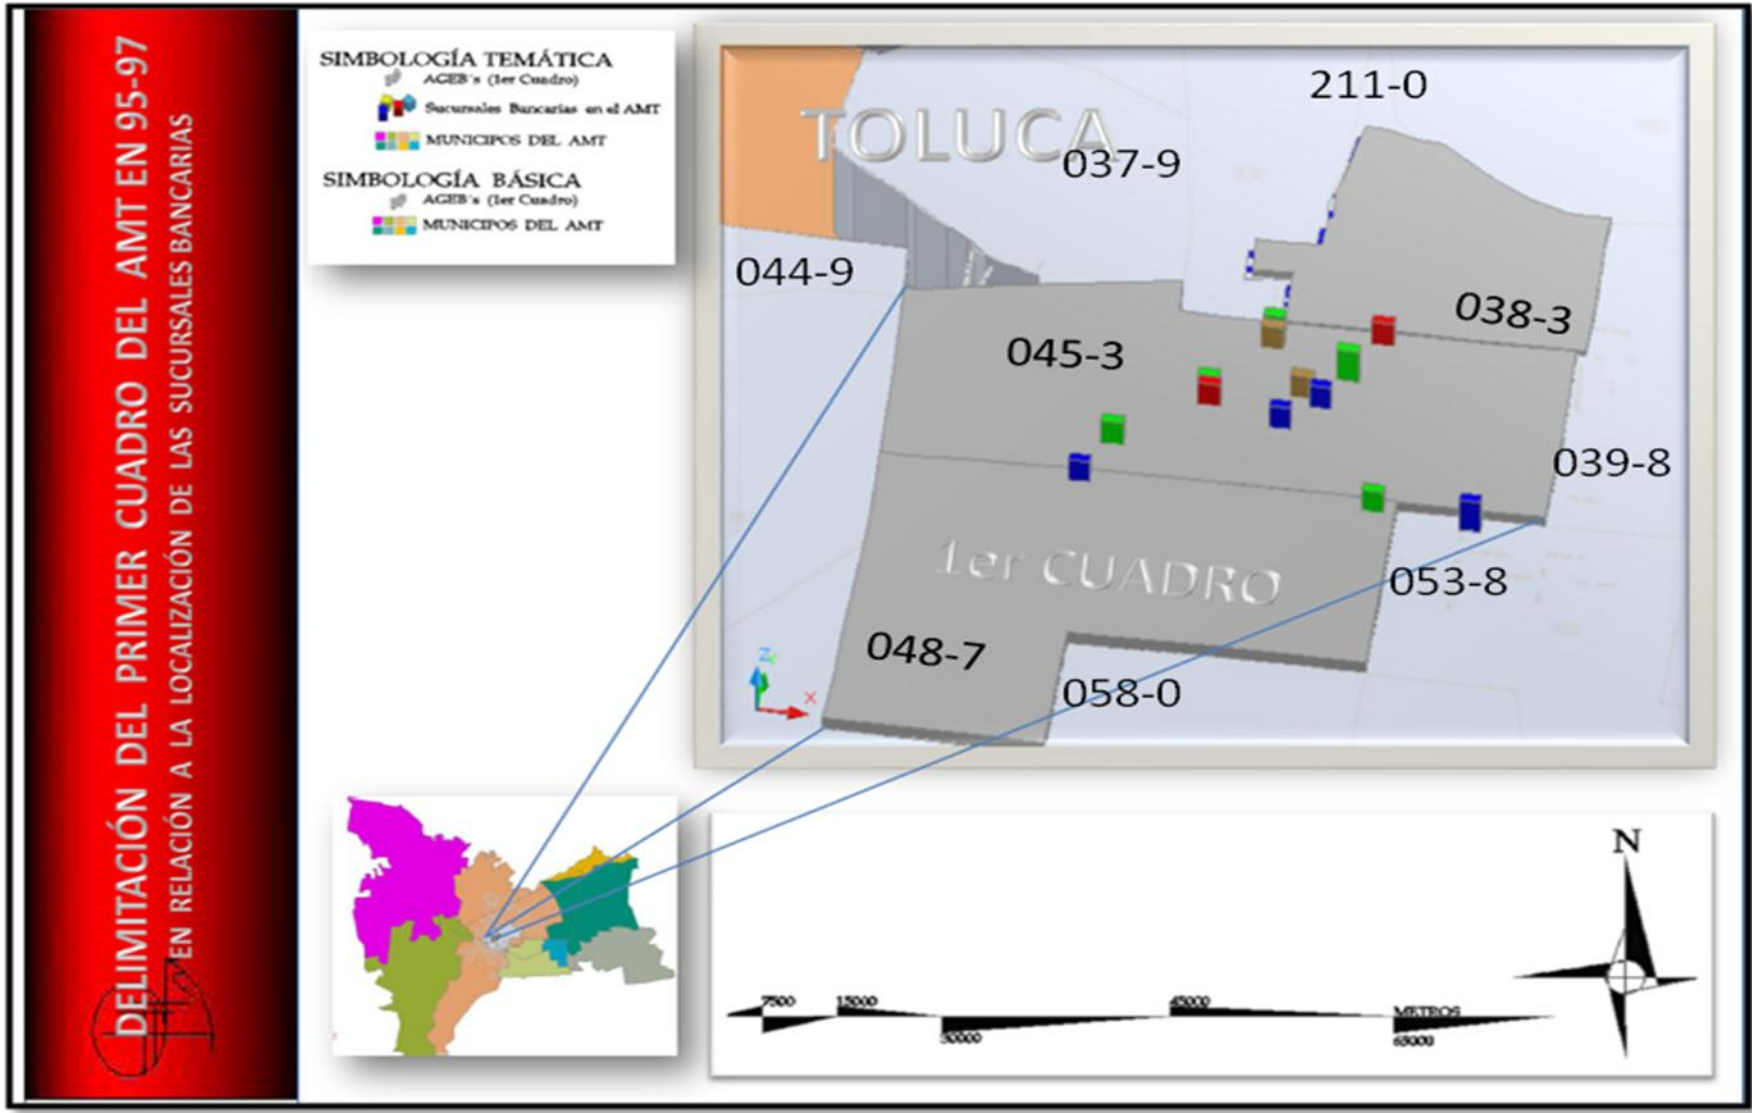 DELIMITACIÓN DEL PRIMER CUADRO DEL AMT EN 95-97
EN RELACIÓN A LA LOCALIZACIÓN DE LAS SUCURSALES BANCARIAS
SIMBOLOGÍA TEMÁTICA
AGEB´s (1er Cuadro)
Sucursales Bancarias en el AMT
MUNICIPOS DEL AMT
SIMBOLOGÍA BÁSICA
AGEB´s (1er Cuadro)
MUNICIPOS DEL AMT
TOLUCA
211-0
037-9
044-9
038-3
045-3
039-8
1er CUADRO
053-8
048-7
058-0
Z
Y
X
N
7500 15000 45000 METROS
30000 65000